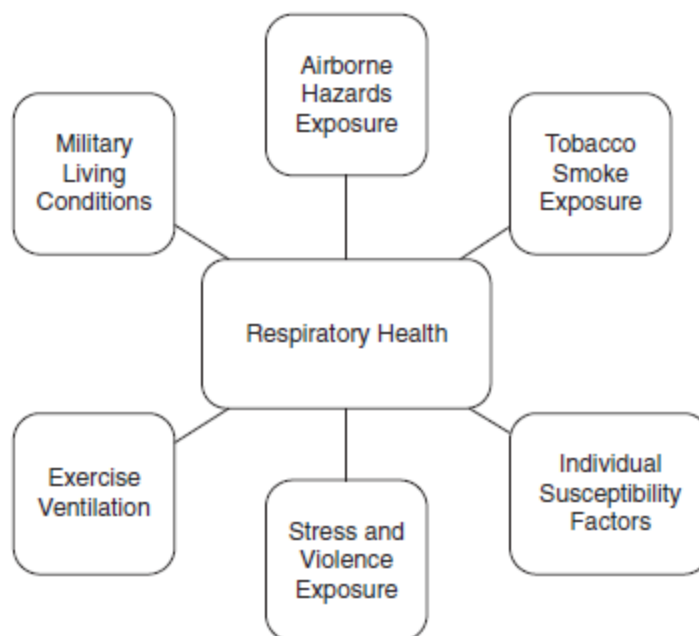 Airborne
Hazards
Exposure
Military
Living
Conditions
Tobacco
Smoke
Exposure
Respiratory Health
Exercise
Ventilation
Stress and
Violence
Exposure
Individual
Susceptibility
Factors